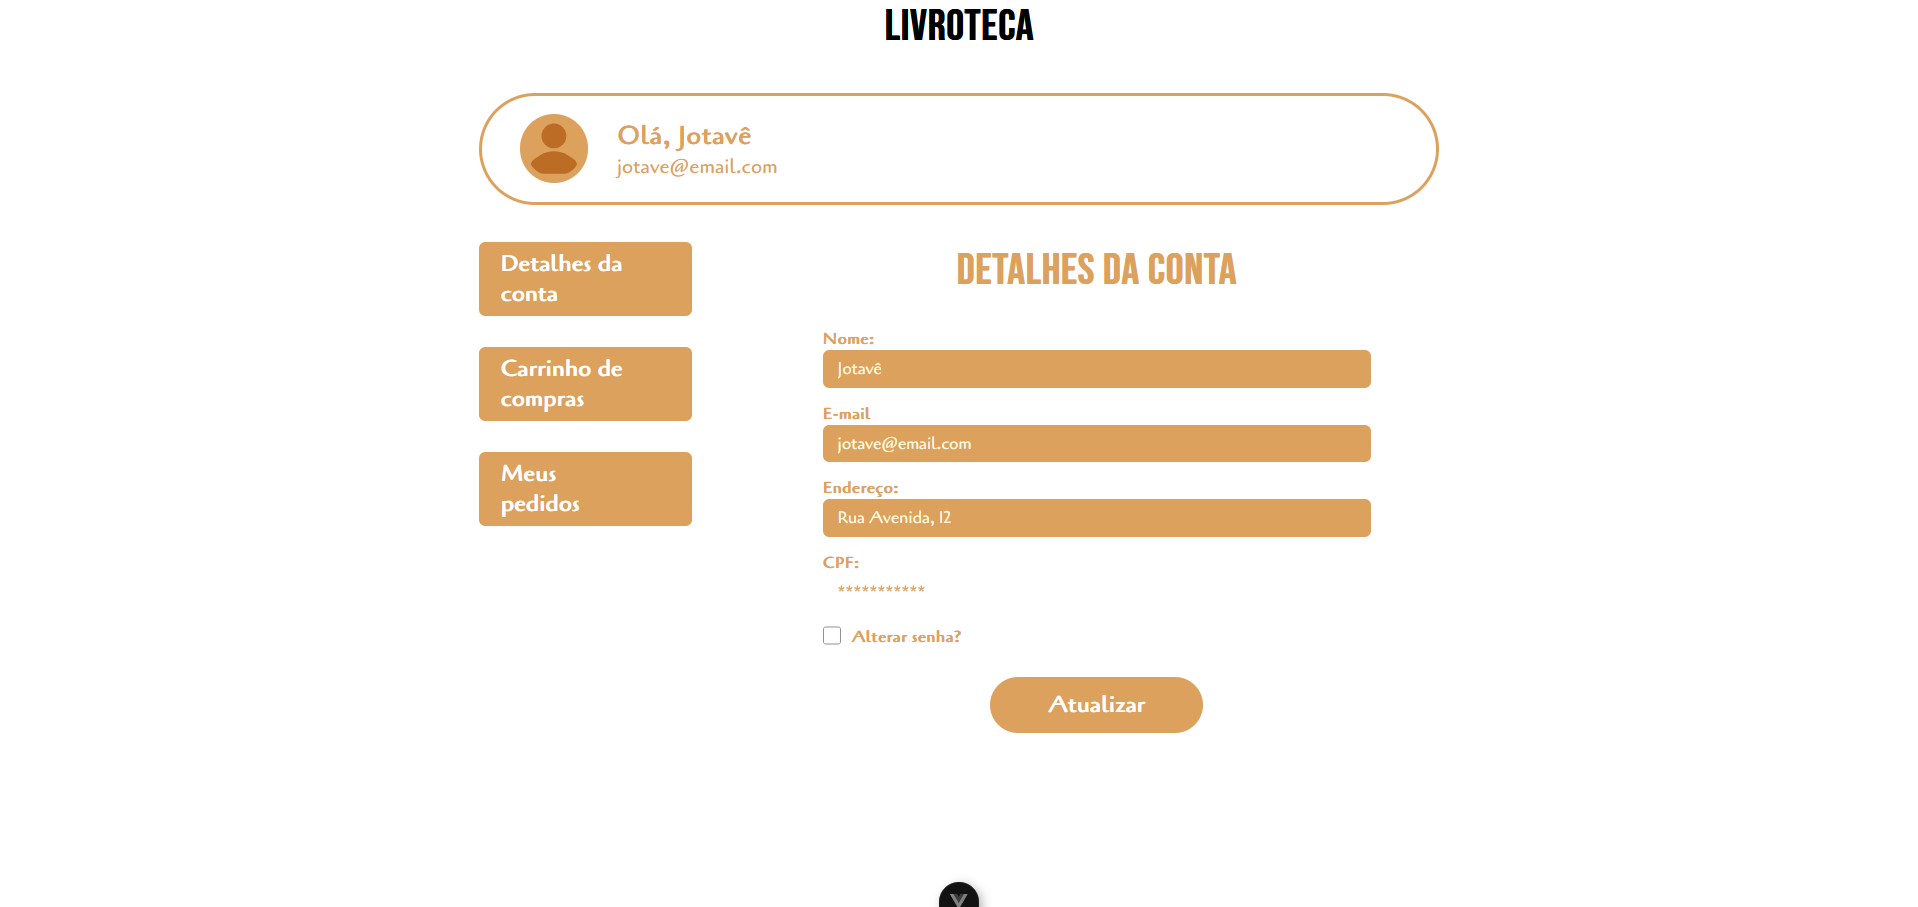 LIVROTECA
Olá, Jotavê
jotave@email.com
Detalhes da
conta
Carrinho de
compras
Meus
pedidos
DETALHES DA CONTA
Nome:
Jotavê
E-mail
jotave@email.com
Endereço:
Rua Avenida, 12
CPF:
***********
Alterar senha?
Atualizar